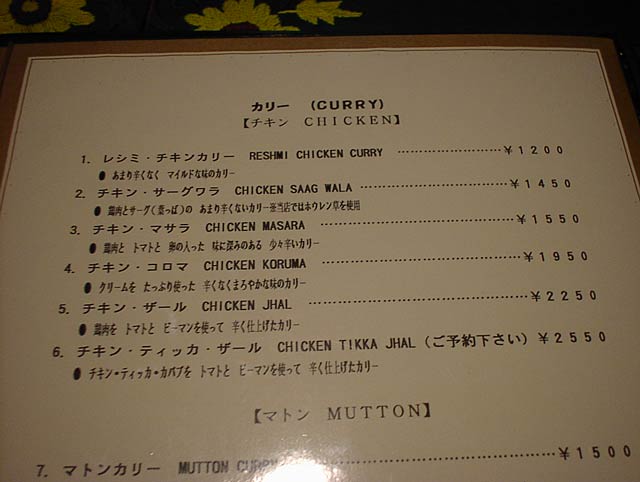 カリー (CURRY)
【チキン CHICKEN】
1. レシミ・チキンカリー RESHMI CHICKEN CURRY ……………………¥1200
● あまり辛くなく マイルドな味のカリー
2. チキン・サーグワラ CHICKEN SAAG WALA ……………………¥1450
● 鶏肉とサーグ(葉っぱ)の あまり辛くないカリー※当店ではホウレン草を使用
3. チキン・マサラ CHICKEN MASARA ……………………¥1550
● 鶏肉と トマトと 卵の入った 味に深みのある 少々辛いカリー
4. チキン・コロマ CHICKEN KORUMA ……………………¥1950
● クリームを たっぷり使った 辛くなくまろやかな味のカリー
5. チキン・ザール CHICKEN JHAL ……………………¥2250
● 鶏肉を トマトと ピーマンを使って 辛く仕上げたカリー
6. チキン・ティッカ・ザール CHICKEN T!KKA JHAL (ご予約下さい) ¥2550
● チキン・ティッカ・カバブを トマトと ピーマンを使って 辛く仕上げたカリー
【マトン MUTTON】
7. マトンカリー MUTTON CURRY ……………………¥1500